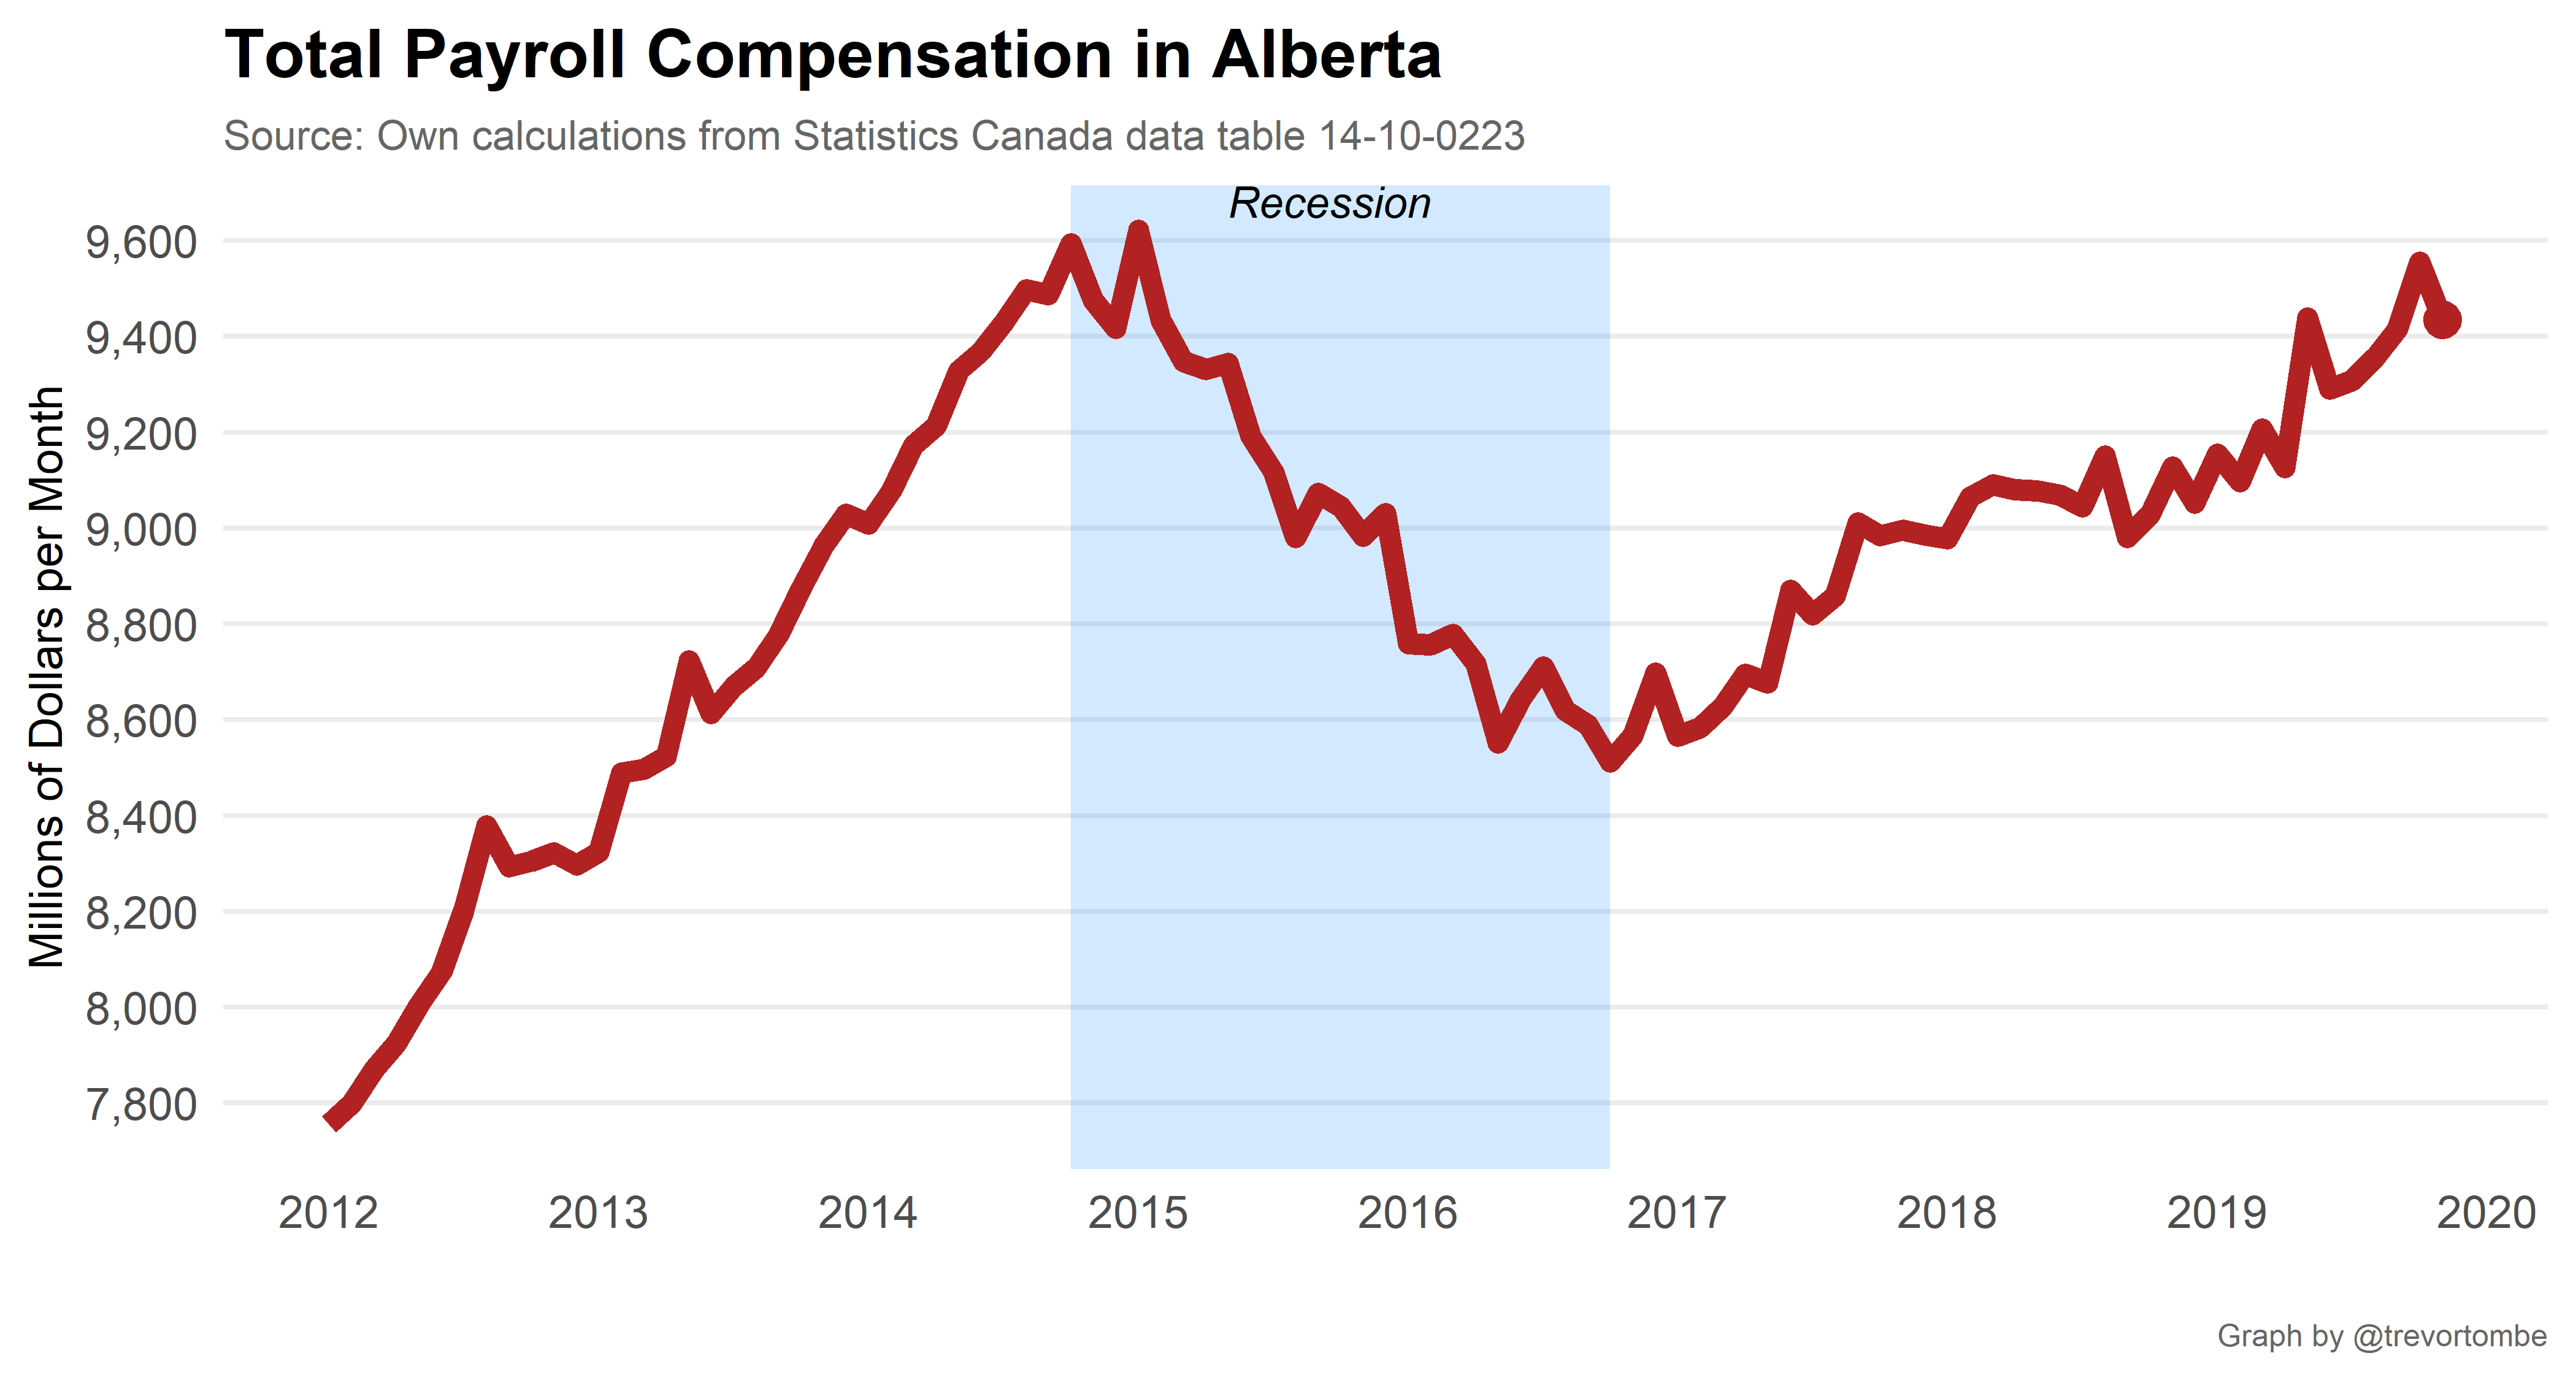 Total Payroll Compensation in Alberta
Source: Own calculations from Statistics Canada data table 14-10-0223
Recession
Millions of Dollars per Month
9,600
9,400
9,200
9,000
8,800
8,600
8,400
8,200
8,000
7,800
2012 2013 2014 2015 2016 2017 2018 2019 2020
Graph by @trevortombe